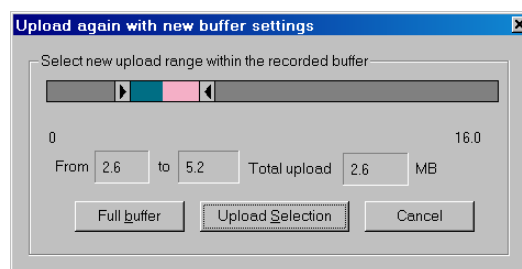 Upload again with new buffer settings
Select new upload range within the recorded buffer
0 16.0
From 2.6 to 5.2 Total upload 2.6 MB
Full buffer Upload Selection Cancel